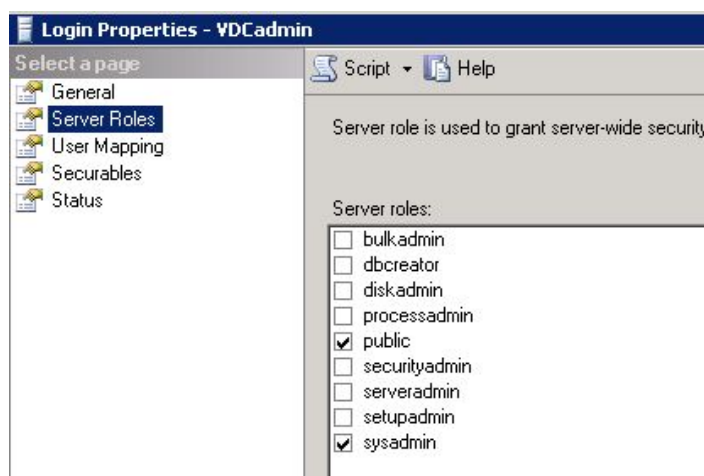 Login Properties - VDCadmin
Select a page
General
Server Roles
User Mapping
Securables
Status
Script Help
Server role is used to grant server-wide security
Server roles:
bulkadmin
dbcreator
diskadmin
processadmin
public
securityadmin
serveradmin
setupadmin
sysadmin